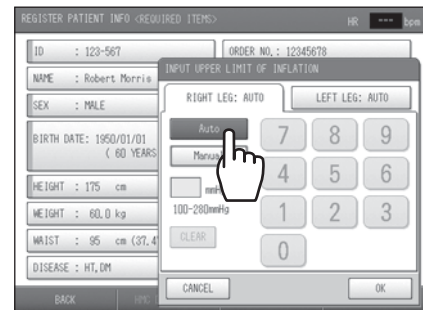 REGISTER PATIENT INFO <REQUIRED ITEMS>
HR --- bpm
ID : 123-567
ORDER NO.: 12345678
NAME : Robert Morris
SEX : MALE
BIRTH DATE: 1950/01/01
( 60 YEARS
HEIGHT : 175 cm
WEIGHT : 60.0 kg
WAIST : 95 cm (37.4
DISEASE : HT,DM
BACK
INPUT UPPER LIMIT OF INFLATION
RIGHT LEG: AUTO
LEFT LEG: AUTO
Auto
Manual
mmHg
100-280mmHg
CLEAR
7 8 9
4 5 6
1 2 3
0
CANCEL
OK